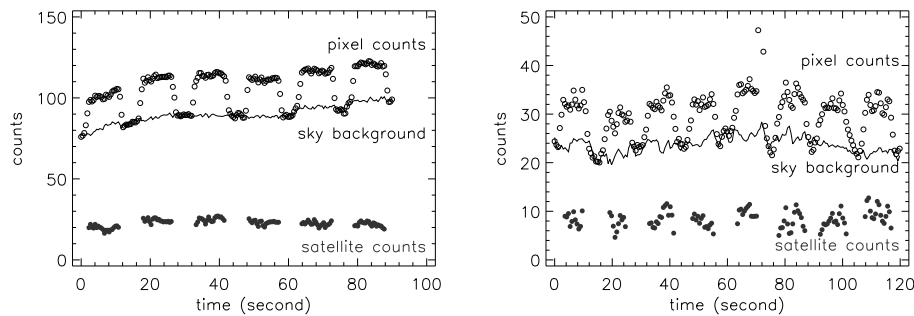 150
100
50
0
counts
pixel counts
sky background
satellite counts
0 20 40 60 80 100
time (second)
50
40
30
20
10
0
counts
pixel counts
sky background
satellite counts
0 20 40 60 80 100 120
time (second)